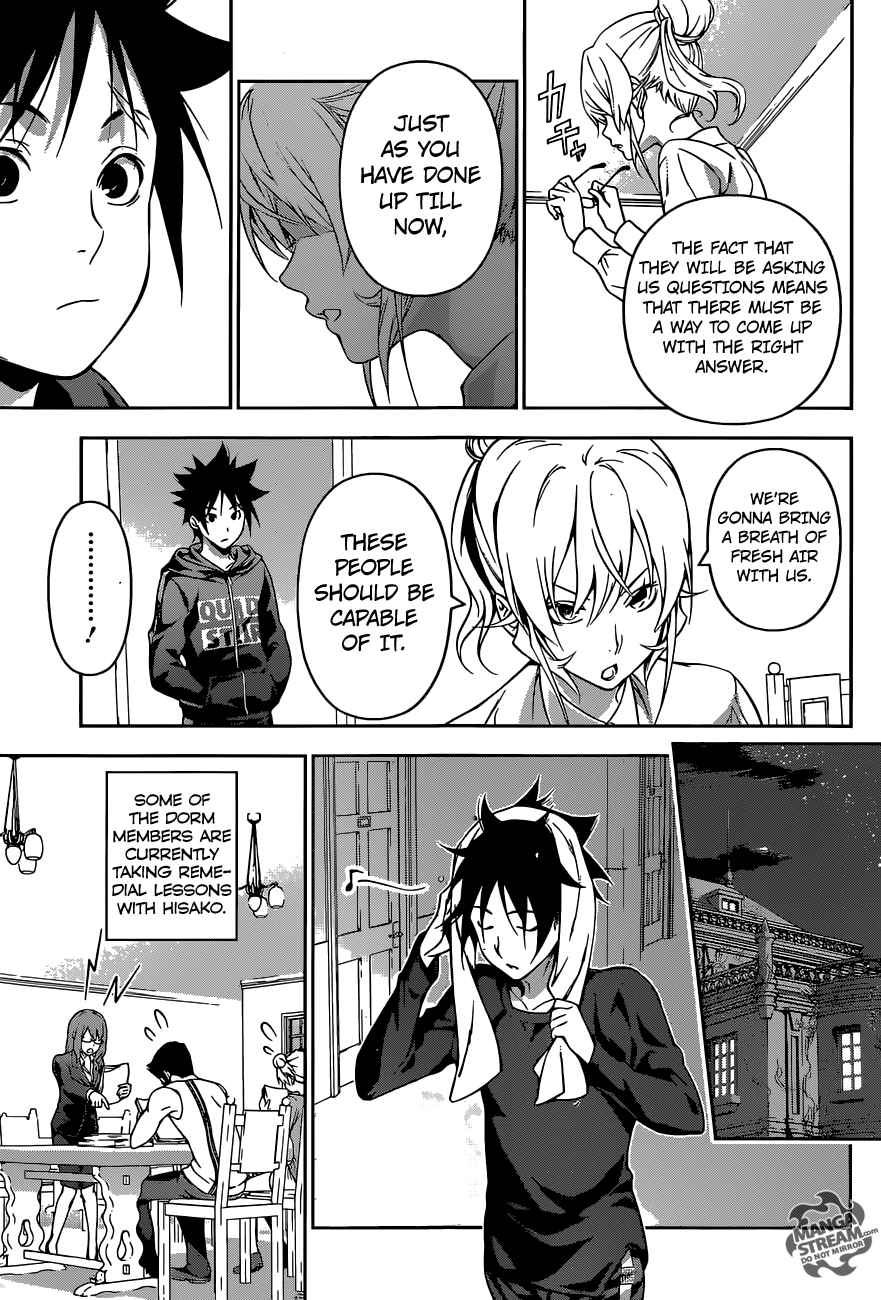 カチャ
THE FACT THAT
THEY WILL BE ASKING
US QUESTIONS MEANS
THAT THERE MUST BE
A WAY TO COME UP
WITH THE RIGHT
ANSWER.
JUST
AS YOU
HAVE DONE
UP TILL
NOW,
WE'RE
GONNA BRING
A BREATH OF
FRESH AIR
WITH US.
THESE
PEOPLE
SHOULD BE
CAPABLE
OF IT.
QUAD
STAR
.........!
SOME OF
THE DORM
MEMBERS ARE
CURRENTLY
TAKING REME-
DIAL LESSONS
WITH HISAKO.
MANGA
STREAM.com
DO NOT MIRROR